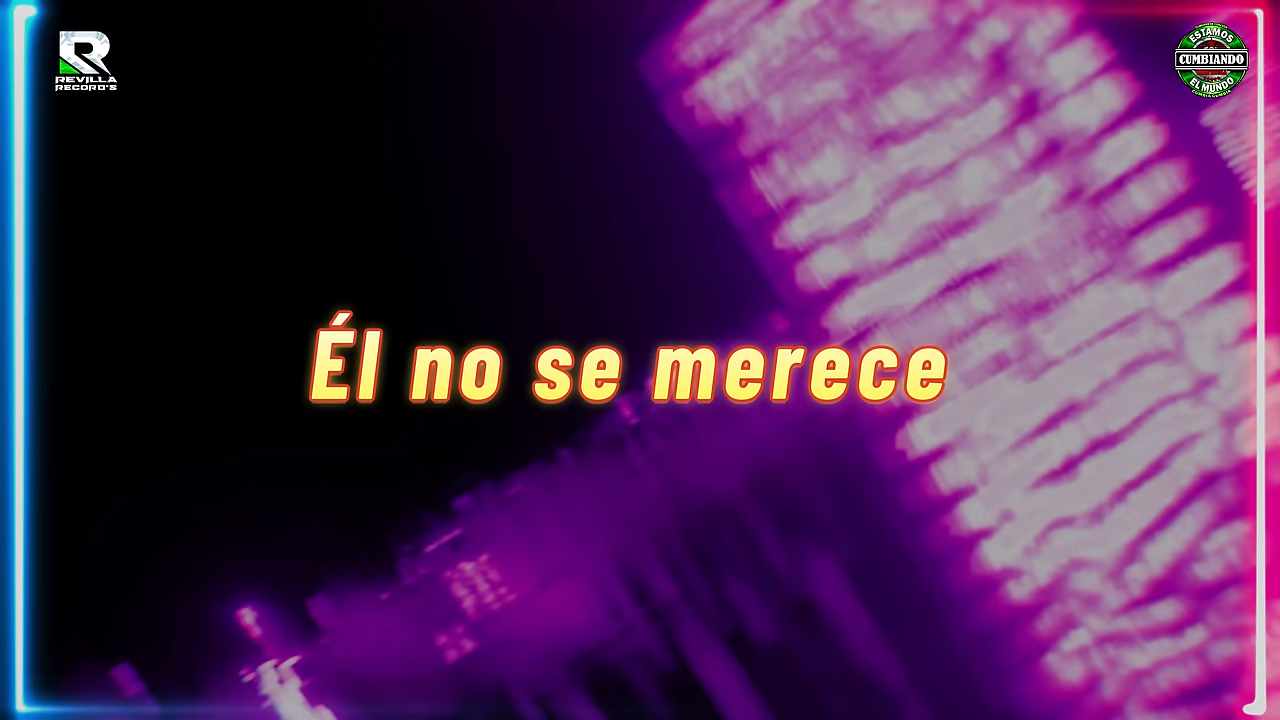 REVILLA
RECORD'S
ESTAMOS
CUMBIANDO
EL MUNDO
Él no se merece